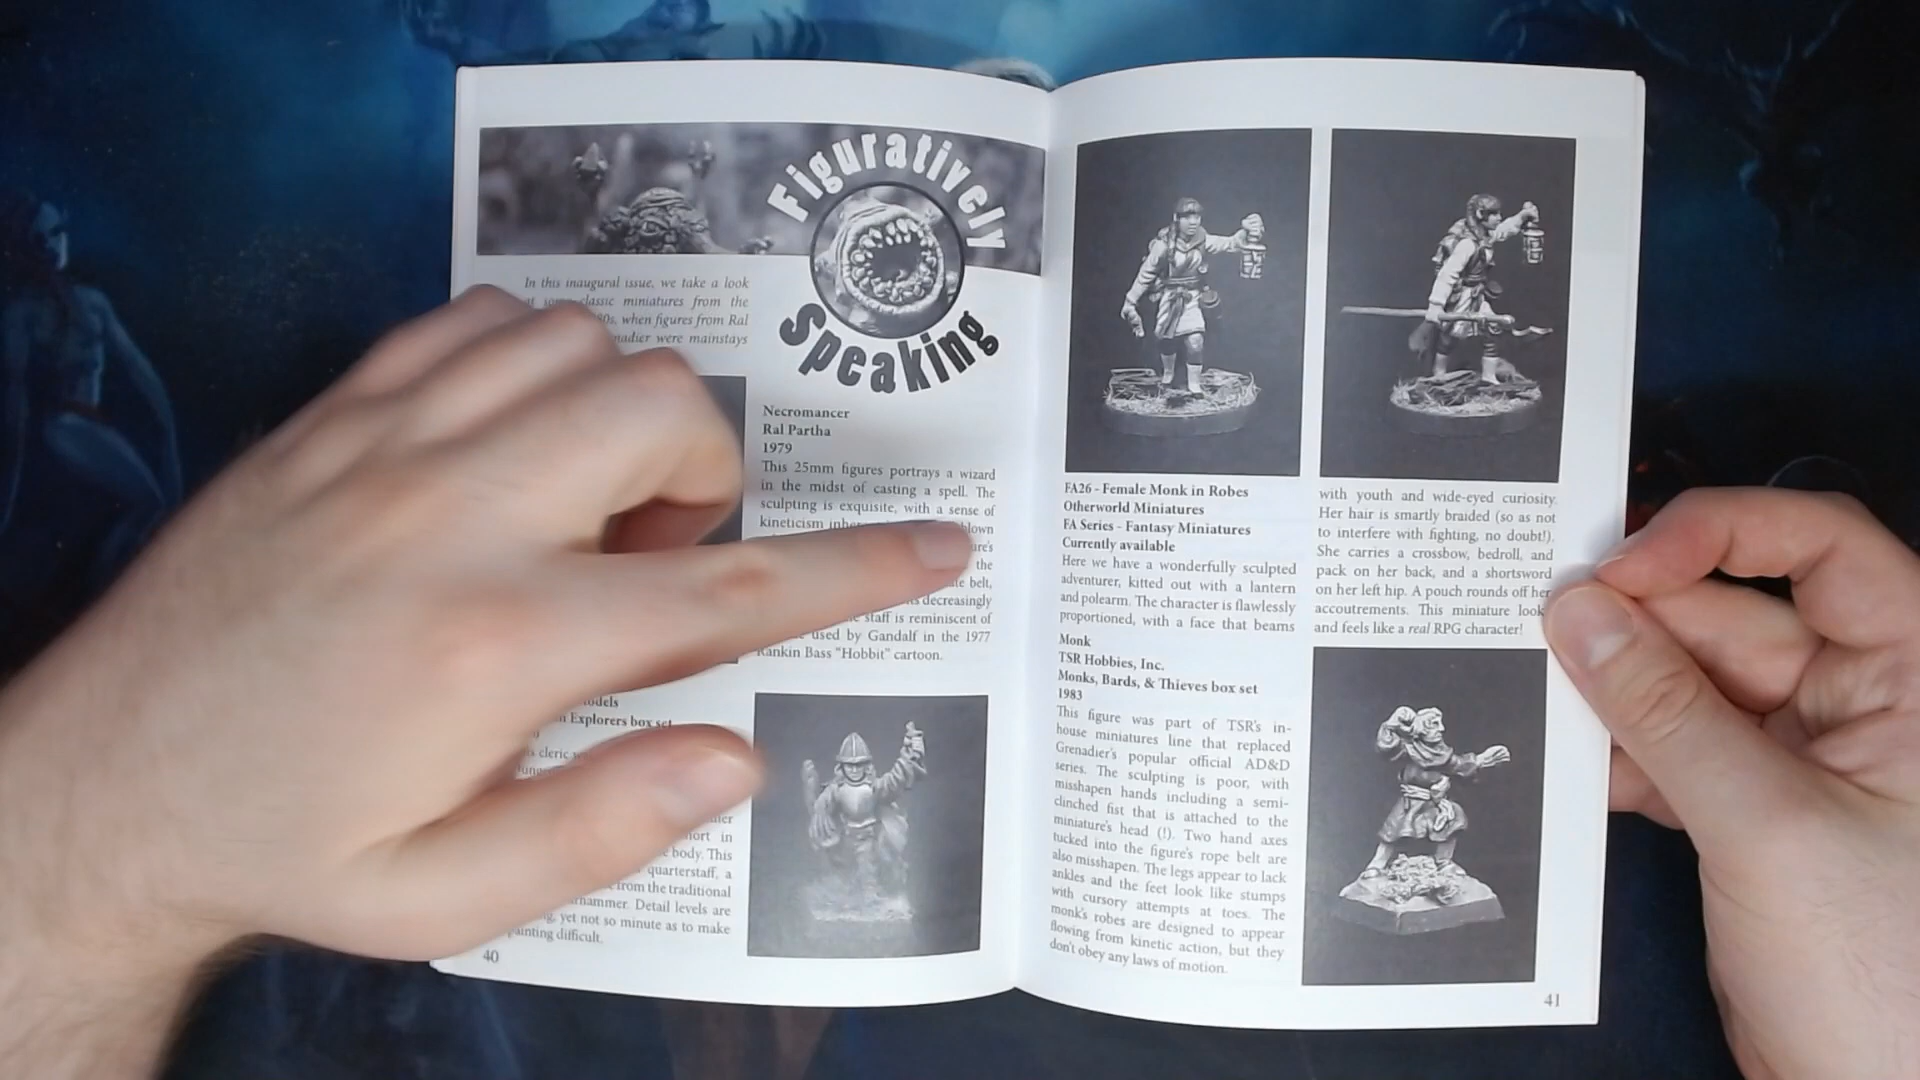 Figuratively
Speaking
In this inaugural issue, we take a look
classic miniatures from the
when figures from Ral
were mainstays
Necromancer
Ral Partha
1979
This 25mm figures portrays a wizard
in the midst of casting a spell. The
sculpting is exquisite, with a sense of
kineticism
the
belt,
decreasingly
staff is reminiscent of
used by Gandalf in the 1977
Rankin Bass "Hobbit" cartoon.
Explorers box set
cleric
in
body. This
quarterstaff, a
from the traditional
Detail levels are
yet not so minute as to make
painting difficult.
40
FA26 - Female Monk in Robes
Otherworld Miniatures
FA Series - Fantasy Miniatures
Currently available
Here we have a wonderfully sculpted
adventurer, kitted out with a lantern
and polearm. The character is flawlessly
proportioned, with a face that beams
with youth and wide-eyed curiosity.
Her hair is smartly braided (so as not
to interfere with fighting, no doubt!).
She carries a crossbow, bedroll, and
pack on her back, and a shortsword
on her left hip. A pouch rounds off her
accoutrements. This miniature look
and feels like a real RPG character!
Monk
TSR Hobbies, Inc.
Monks, Bards, & Thieves box set
1983
This figure was part of TSR's in-
house miniatures line that replaced
Grenadier's popular official AD&D
series. The sculpting is poor, with
misshapen hands including a semi-
clinched fist that is attached to the
miniature's head (!). Two hand axes
tucked into the figure's rope belt are
also misshapen. The legs appear to lack
ankles and the feet look like stumps
with cursory attempts at toes. The
monk's robes are designed to appear
flowing from kinetic action, but they
don't obey any laws of motion.
41